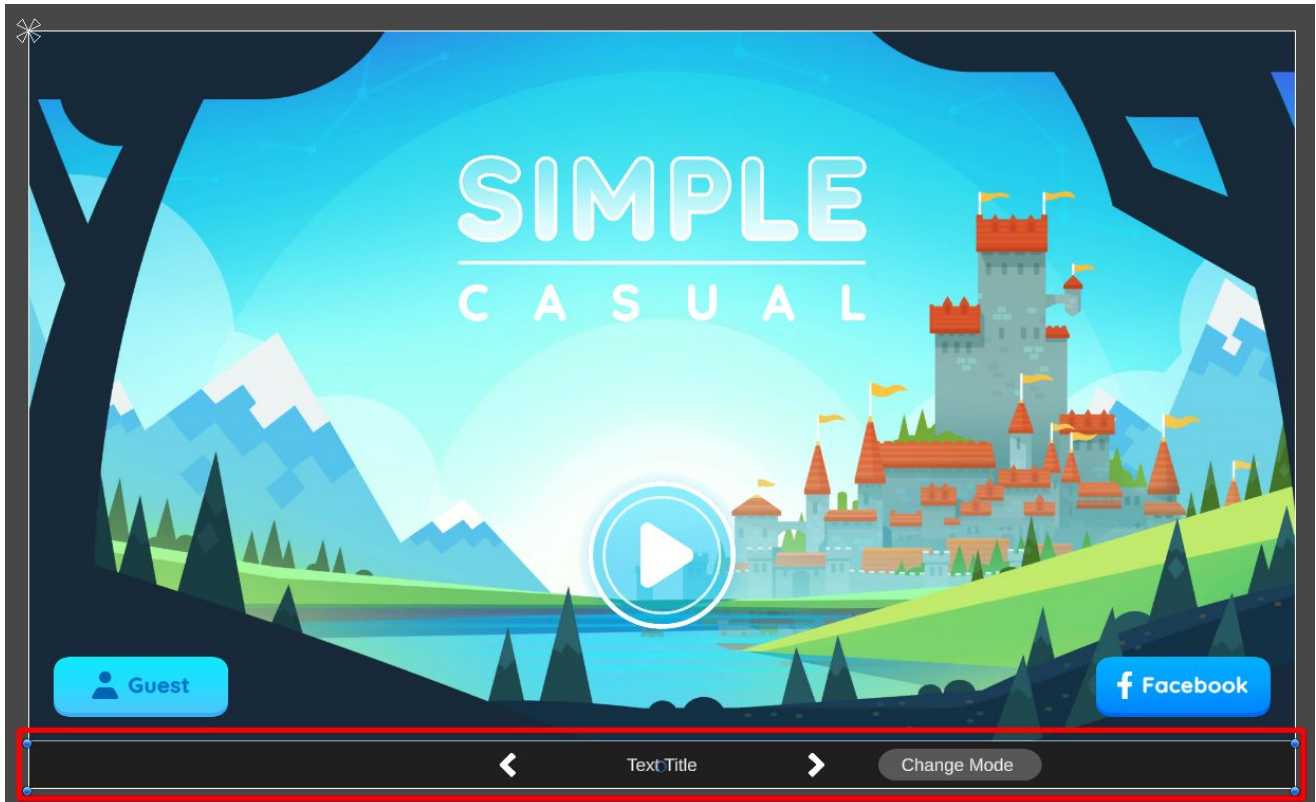 SIMPLE
CASUAL
Guest
Facebook
Text Title
Change Mode